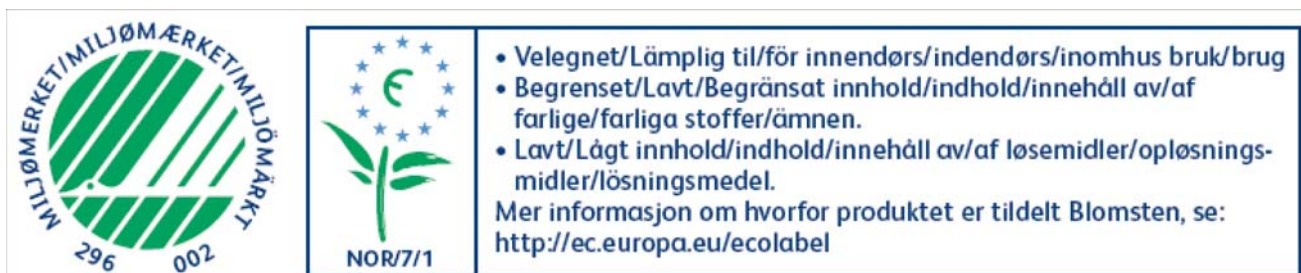 MILJØMERKET/MILJØMÆRKET/MILJÖMÄRKT
296 002
NOR/7/1
• Velegnet/Lämplig til/för innendørs/indendørs/inomhus bruk/brug
• Begrenset/Lavt/Begränsat innhold/indhold/innehåll av/af
farlige/farliga stoffer/ämnen.
• Lavt/Lågt innhold/indhold/innehåll av/af løsemidler/opløsnings-
midler/lösningsmedel.
Mer informasjon om hvorfor produktet er tildelt Blomsten, se:
http://ec.europa.eu/ecolabel